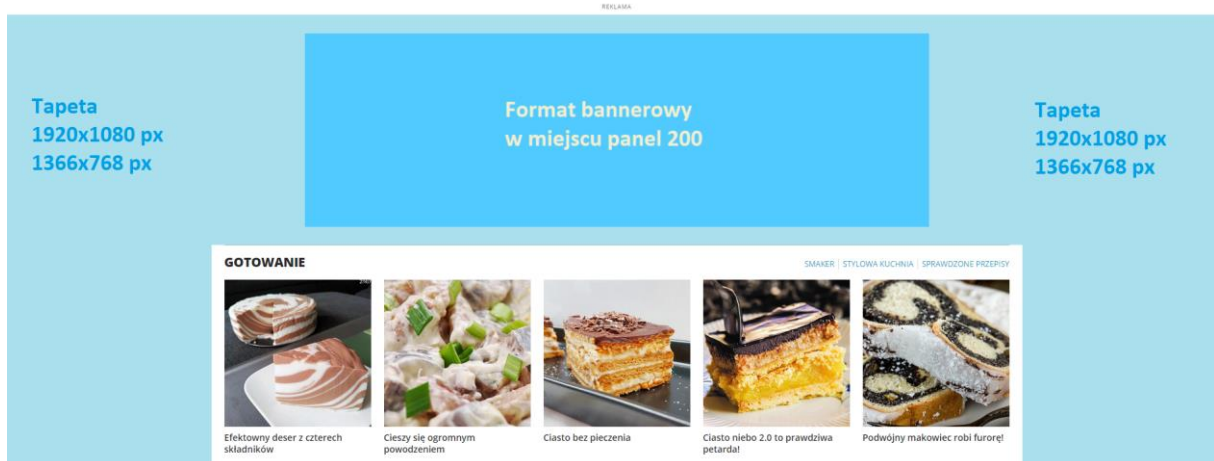 REKLAMA
Tapeta
1920x1080 px
1366x768 px
Format bannerowy
w miejscu panel 200
Tapeta
1920x1080 px
1366x768 px
GOTOWANIE
SMAKER | STYLOWA KUCHNIA | SPRAWDZONE PRZEPISY
Efektowny deser z czterech
składników
Cieszy się ogromnym
powodzeniem
Ciasto bez pieczenia
Ciasto niebo 2.0 to prawdziwa
petarda!
Podwójny makowiec robi furorę!